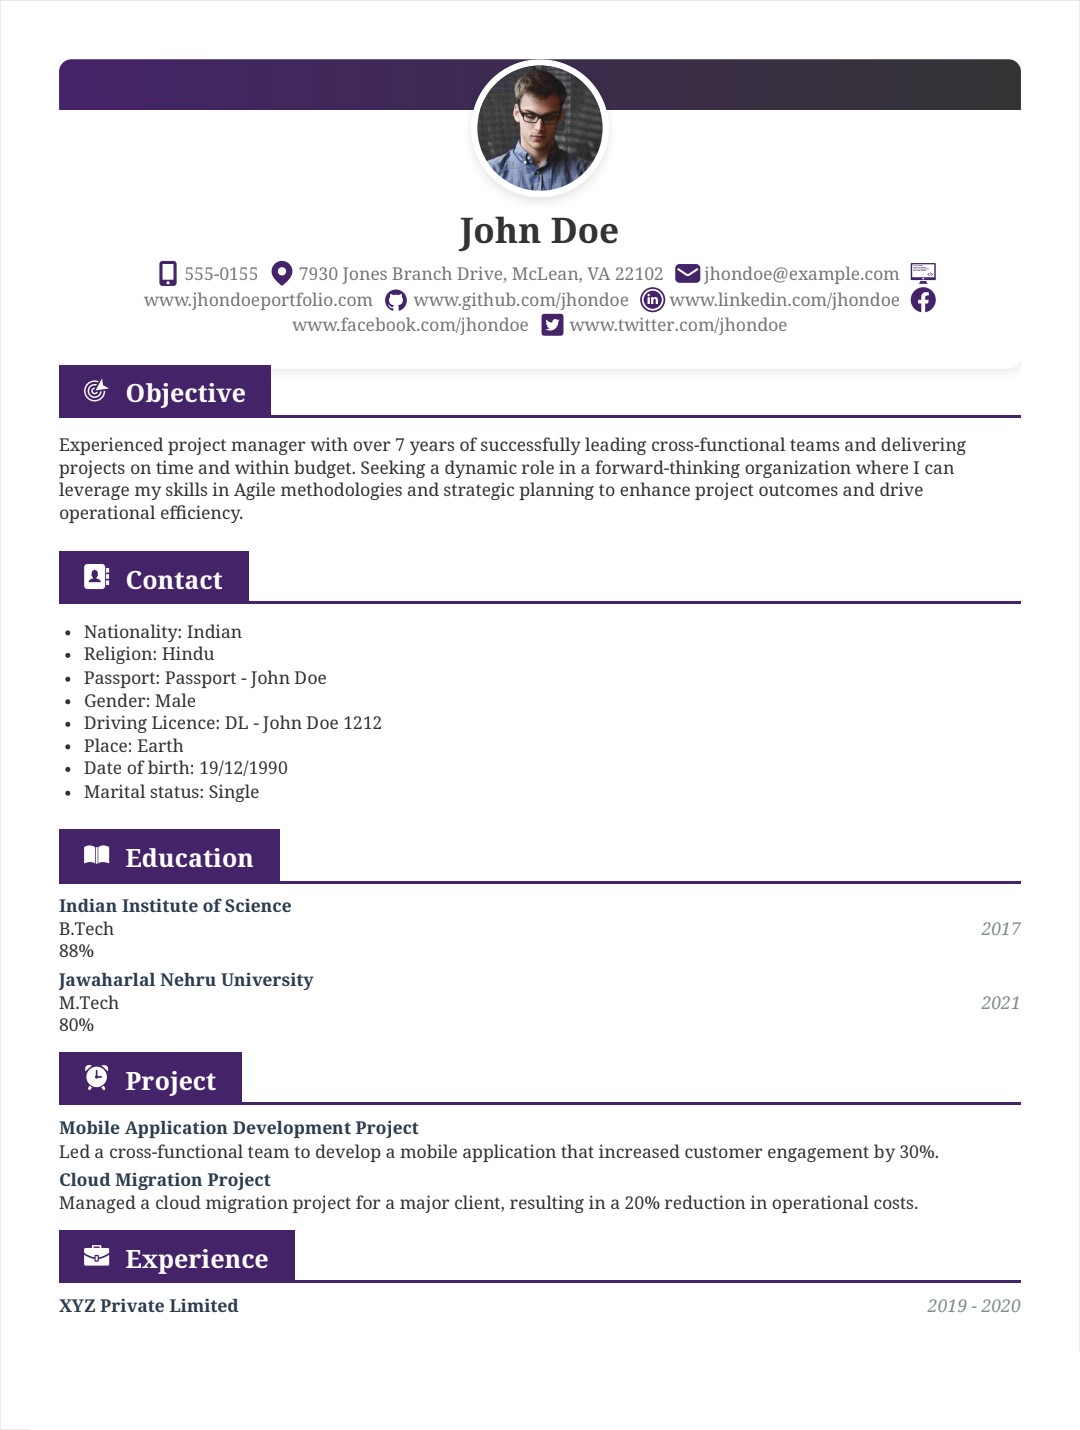 John Doe
555-0155 7930 Jones Branch Drive, McLean, VA 22102 jhondoe@example.com
www.jhondoeportfolio.com www.github.com/jhondoe www.linkedin.com/jhondoe
www.facebook.com/jhondoe www.twitter.com/jhondoe
Objective
Experienced project manager with over 7 years of successfully leading cross-functional teams and delivering
projects on time and within budget. Seeking a dynamic role in a forward-thinking organization where I can
leverage my skills in Agile methodologies and strategic planning to enhance project outcomes and drive
operational efficiency.
Contact
• Nationality: Indian
• Religion: Hindu
• Passport: Passport - John Doe
• Gender: Male
• Driving Licence: DL - John Doe 1212
• Place: Earth
• Date of birth: 19/12/1990
• Marital status: Single
Education
Indian Institute of Science
B.Tech 2017
88%
Jawaharlal Nehru University
M.Tech 2021
80%
Project
Mobile Application Development Project
Led a cross-functional team to develop a mobile application that increased customer engagement by 30%.
Cloud Migration Project
Managed a cloud migration project for a major client, resulting in a 20% reduction in operational costs.
Experience
XYZ Private Limited 2019 - 2020